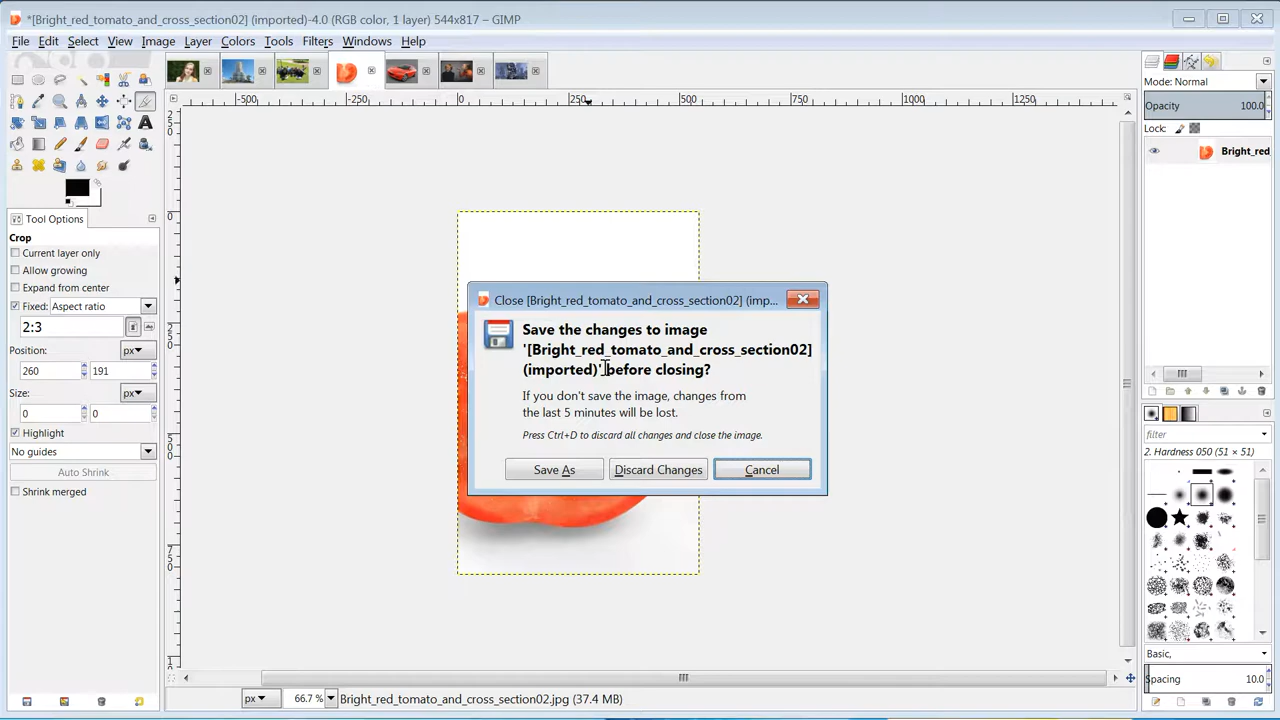 *[Bright_red_tomato_and_cross_section02] (imported)-4.0 (RGB color, 1 layer) 544x817 – GIMP
File Edit Select View Image Layer Colors Tools Filters Windows Help
-500 -250 0 250 500 750 1000 1250
Tool Options
Crop
Current layer only
Allow growing
Expand from center
Fixed: Aspect ratio
2:3
Position: px
260 191
Size: px
0 0
Highlight
No guides
Auto Shrink
Shrink merged
Close [Bright_red_tomato_and_cross_section02] (imp...
Save the changes to image
'[Bright_red_tomato_and_cross_section02]
(imported)' before closing?
If you don't save the image, changes from
the last 5 minutes will be lost.
Press Ctrl+D to discard all changes and close the image.
Save As Discard Changes Cancel
Mode: Normal
Opacity 100.0
Lock:
Bright_red
filter
2. Hardness 050 (51 × 51)
Basic,
Spacing 10.0
px 66.7 % Bright_red_tomato_and_cross_section02.jpg (37.4 MB)